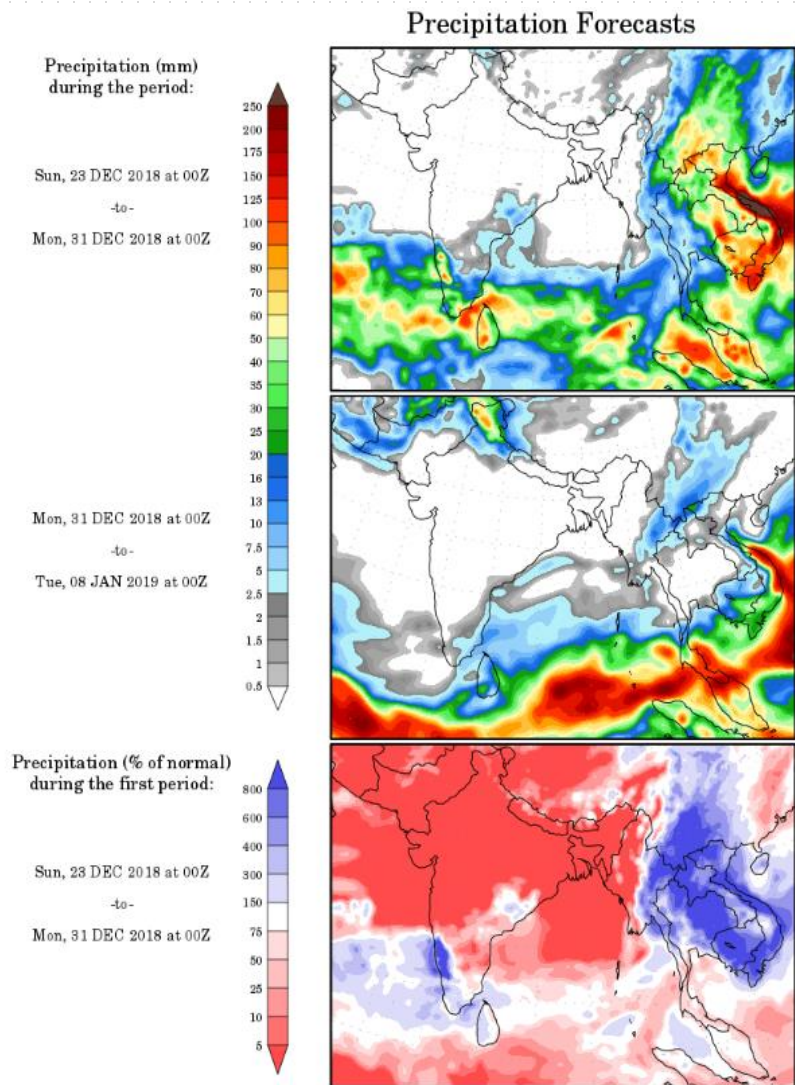 Precipitation Forecasts
Precipitation (mm)
during the period:
Sun, 23 DEC 2018 at 00Z
-to-
Mon, 31 DEC 2018 at 00Z
250
200
175
150
125
100
90
80
70
60
50
40
35
30
25
20
16
13
10
7.5
5
2.5
2
1.5
1
0.5
Mon, 31 DEC 2018 at 00Z
-to-
Tue, 08 JAN 2019 at 00Z
Precipitation (% of normal)
during the first period:
Sun, 23 DEC 2018 at 00Z
-to-
Mon, 31 DEC 2018 at 00Z
800
600
400
300
150
75
50
25
10
5